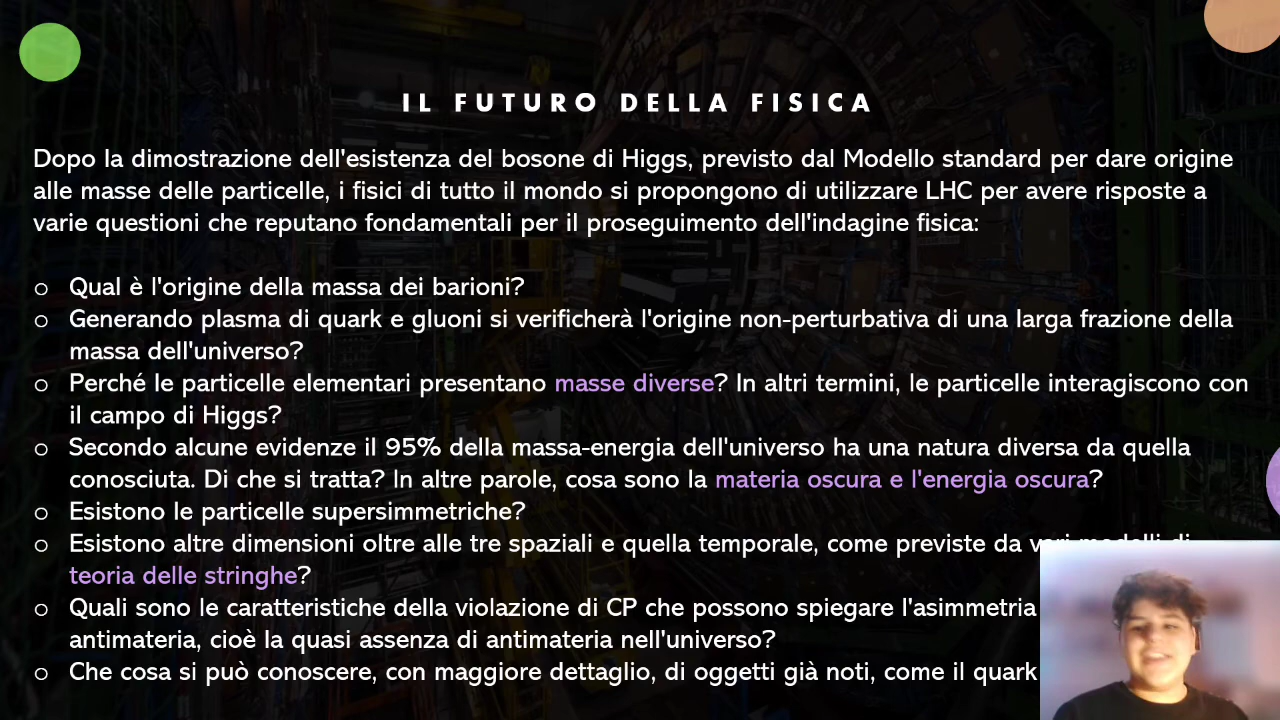 IL FUTURO DELLA FISICA
Dopo la dimostrazione dell'esistenza del bosone di Higgs, previsto dal Modello standard per dare origine
alle masse delle particelle, i fisici di tutto il mondo si propongono di utilizzare LHC per avere risposte a
varie questioni che reputano fondamentali per il proseguimento dell'indagine fisica:
o Qual è l'origine della massa dei barioni?
o Generando plasma di quark e gluoni si verificherà l'origine non-perturbativa di una larga frazione della
massa dell'universo?
o Perché le particelle elementari presentano masse diverse? In altri termini, le particelle interagiscono con
il campo di Higgs?
o Secondo alcune evidenze il 95% della massa-energia dell'universo ha una natura diversa da quella
conosciuta. Di che si tratta? In altre parole, cosa sono la materia oscura e l'energia oscura?
o Esistono le particelle supersimmetriche?
o Esistono altre dimensioni oltre alle tre spaziali e quella temporale, come previste da vari modelli di
teoria delle stringhe?
o Quali sono le caratteristiche della violazione di CP che possono spiegare l'asimmetria
antimateria, cioè la quasi assenza di antimateria nell'universo?
o Che cosa si può conoscere, con maggiore dettaglio, di oggetti già noti, come il quark